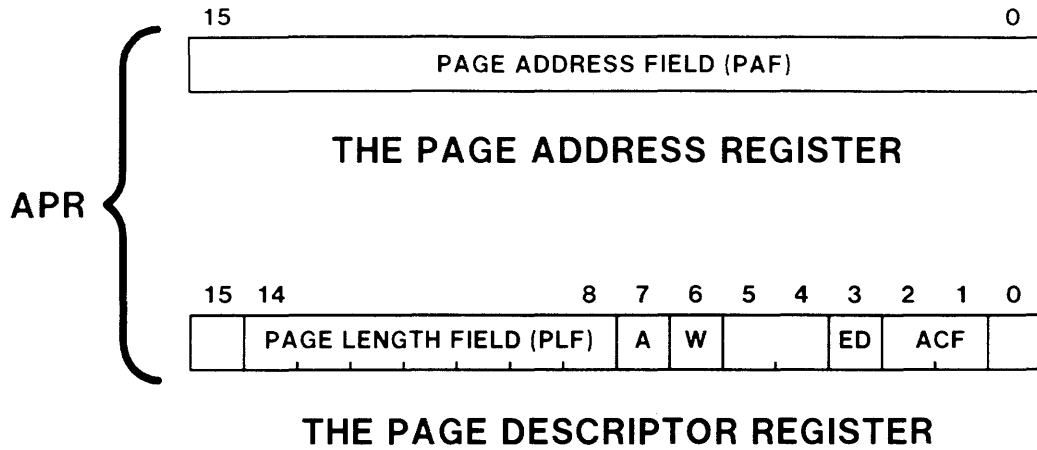 15 0
PAGE ADDRESS FIELD (PAF)
THE PAGE ADDRESS REGISTER
APR
15 14 8 7 6 5 4 3 2 1 0
PAGE LENGTH FIELD (PLF) A W ED ACF
THE PAGE DESCRIPTOR REGISTER